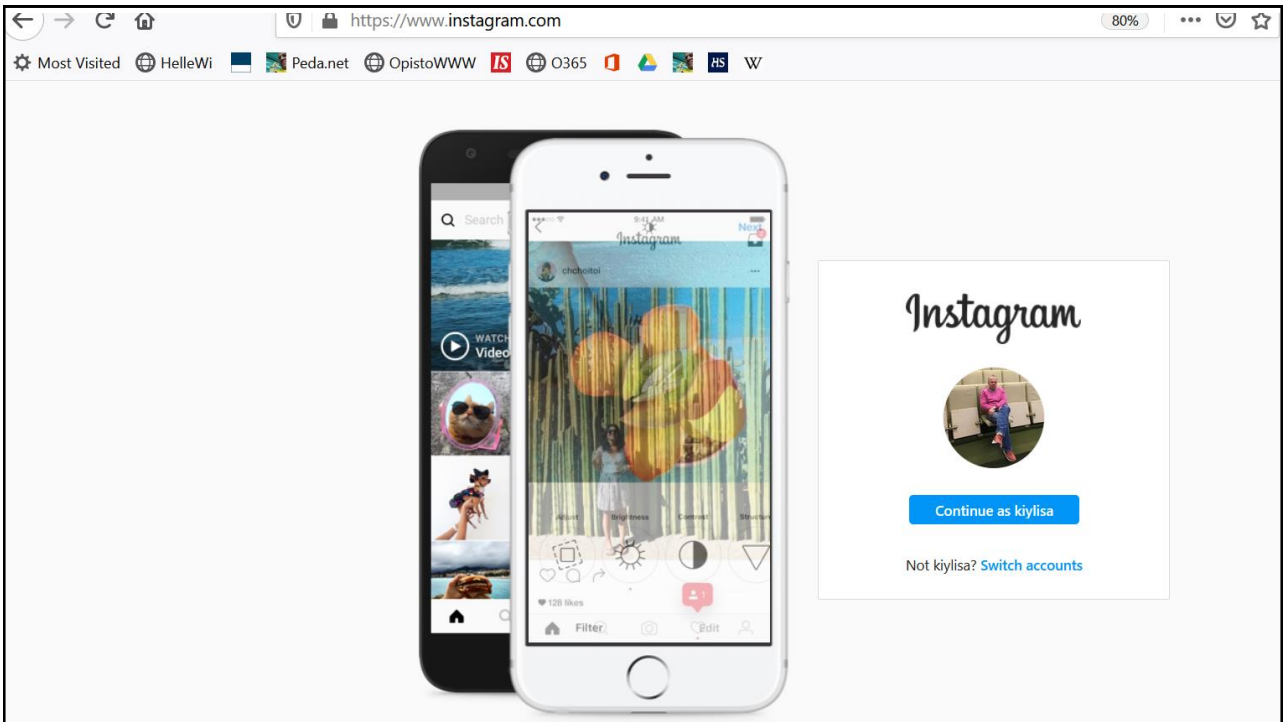 https://www.instagram.com 80%
Most Visited HelleWi Peda.net OpistoWWW IS O365 HS W
Search
9:41 AM
Next
Instagram
chchoitoi
WATCH
Video
Adjust Brightness Contrast Structure
128 likes
1
Filter Edit
Instagram
Continue as kiylisa
Not kiylisa? Switch accounts